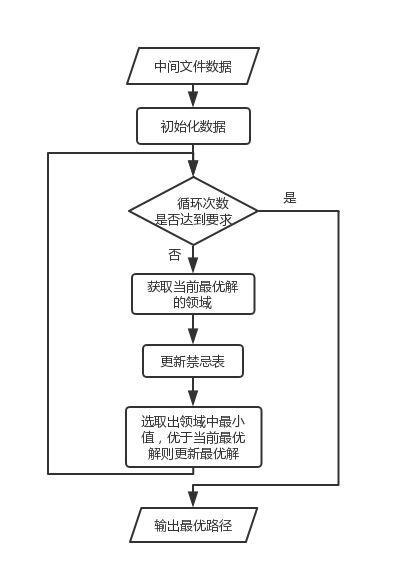 中间文件数据
初始化数据
循环次数
是否达到要求
是
否
获取当前最优解
的领域
更新禁忌表
选取出领域中最小
值，优于当前最优
解则更新最优解
输出最优路径